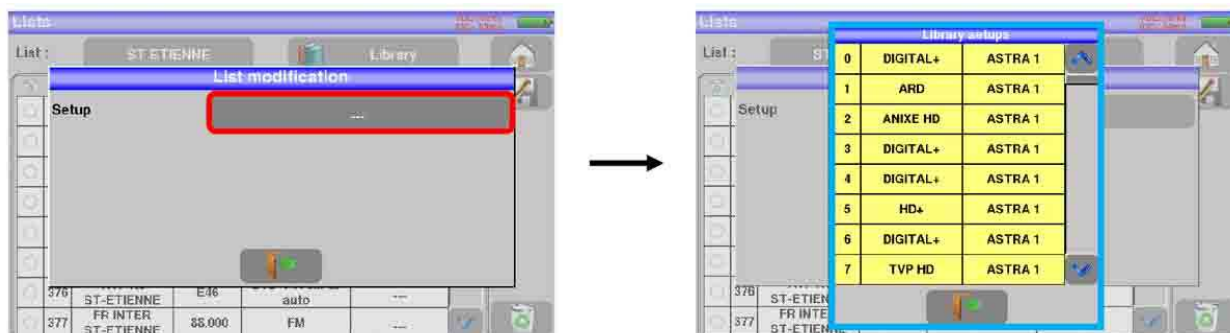 Lists
List :
ST-ETIENNE
Library
List modification
Setup
---
376
ST-ETIENNE
E46
auto
---
377
FR INTER
ST-ETIENNE
88.000
FM
---
Lists
List :
Library setups
0 DIGITAL+ ASTRA 1
1 ARD ASTRA 1
2 ANIXE HD ASTRA 1
3 DIGITAL+ ASTRA 1
4 DIGITAL+ ASTRA 1
5 HD+ ASTRA 1
6 DIGITAL+ ASTRA 1
7 TVP HD ASTRA 1
Setup
376
ST-ETIEN
377
FR INTE
ST-ETIEN